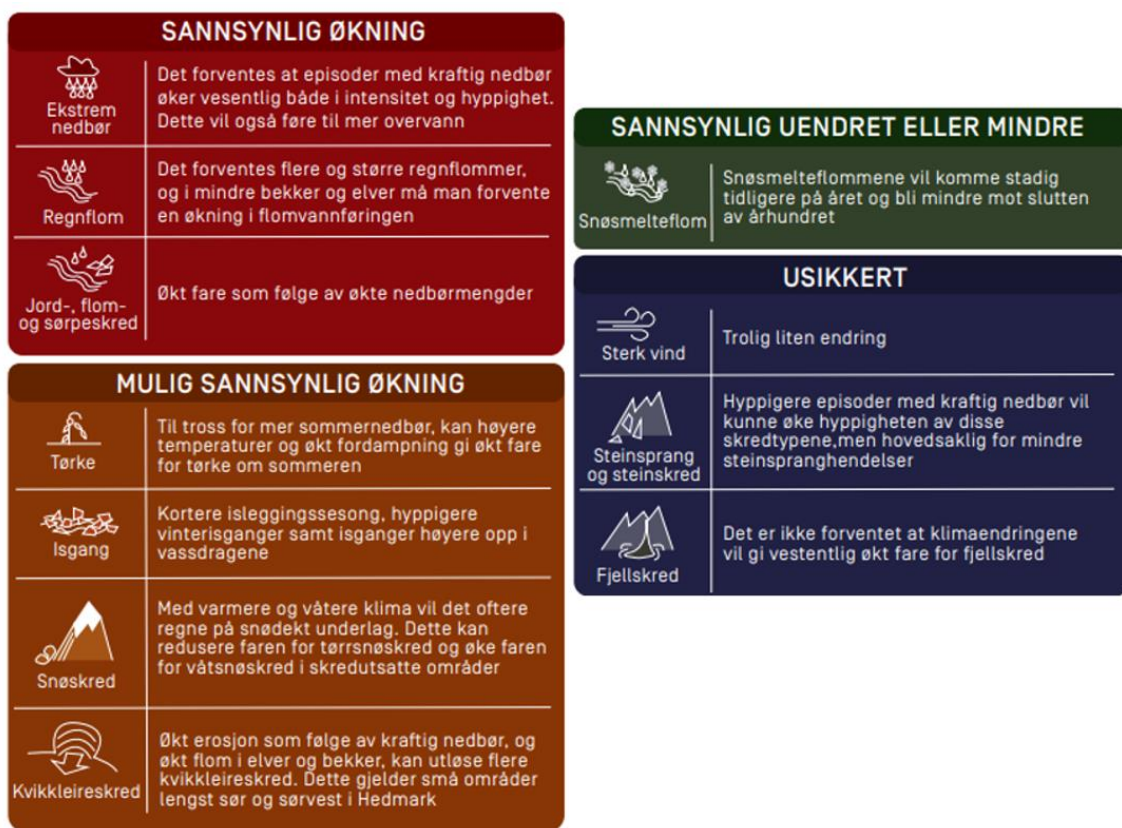 SANNSYNLIG ØKNING
Ekstrem
nedbør
Det forventes at episoder med kraftig nedbør
øker vesentlig både i intensitet og hyppighet.
Dette vil også føre til mer overvann
Regnflom
Det forventes flere og større regnflommer,
og i mindre bekker og elver må man forvente
en økning i flomvannføringen
Jord-, flom-
og sørpeskred
Økt fare som følge av økte nedbørmengder
MULIG SANNSYNLIG ØKNING
Tørke
Til tross for mer sommernedbør, kan høyere
temperaturer og økt fordampning gi økt fare
for tørke om sommeren
Isgang
Kortere isleggingssesong, hyppigere
vinterisganger samt isganger høyere opp i
vassdragene
Snøskred
Med varmere og våtere klima vil det oftere
regne på snødekt underlag. Dette kan
redusere faren for tørrsnøskred og øke faren
for våtsnøskred i skredutsatte områder
Kvikkleireskred
Økt erosjon som følge av kraftig nedbør, og
økt flom i elver og bekker, kan utløse flere
kvikkleireskred. Dette gjelder små områder
lengst sør og sørvest i Hedmark
SANNSYNLIG UENDRET ELLER MINDRE
Snøsmelteflom
Snøsmelteflommene vil komme stadig
tidligere på året og bli mindre mot slutten
av århundret
USIKKERT
Sterk vind
Trolig liten endring
Steinsprang
og steinskred
Hyppigere episoder med kraftig nedbør vil
kunne øke hyppigheten av disse
skredtypene,men hovedsaklig for mindre
steinspranghendelser
Fjellskred
Det er ikke forventet at klimaendringene
vil gi vestentlig økt fare for fjellskred